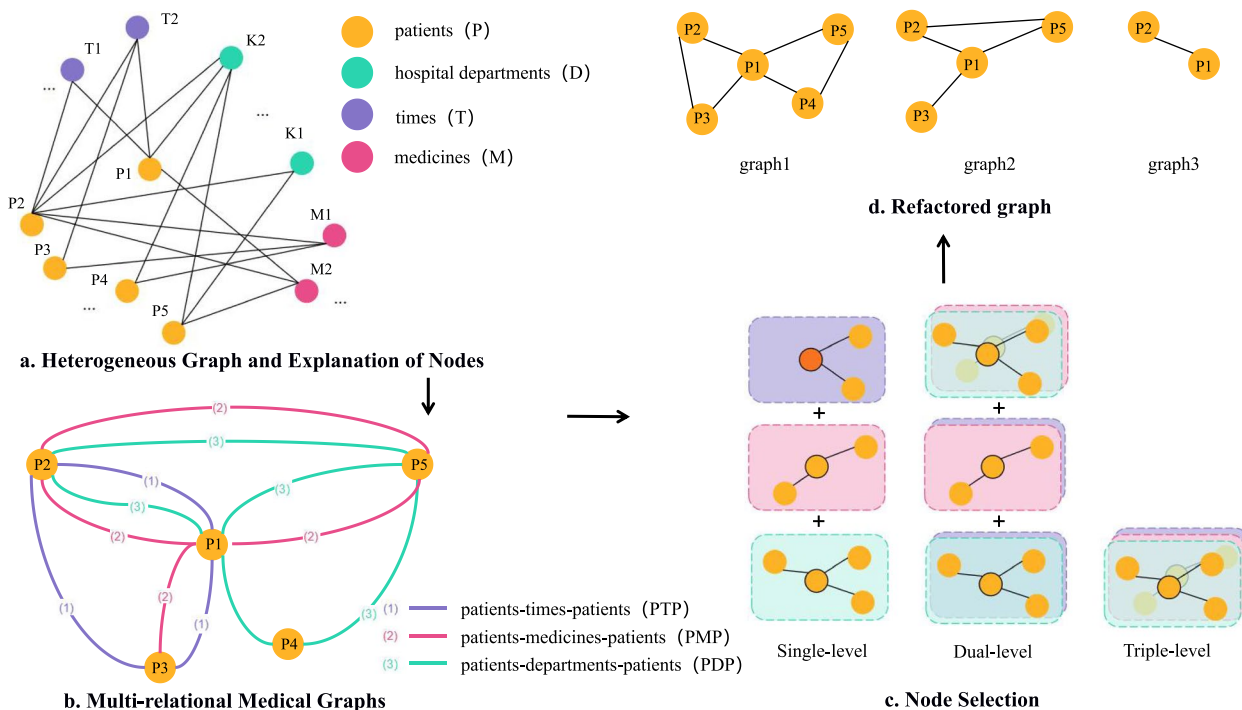 T2
T1
K2
...
...
K1
P1
P2
P3
M1
P4
M2
...
...
P5
patients (P)
hospital departments (D)
times (T)
medicines (M)
a. Heterogeneous Graph and Explanation of Nodes
(2)
(3)
P2
P5
(1)
(3)
(3)
(2)
P1
(2)
(1)
(2)
(1)
(3)
P4
P3
(1) patients-times-patients (PTP)
(2) patients-medicines-patients (PMP)
(3) patients-departments-patients (PDP)
b. Multi-relational Medical Graphs
+
+
+
+
Single-level
Dual-level
Triple-level
c. Node Selection
P2
P5
P1
P4
P3
graph1
P2
P5
P1
P3
graph2
P2
P1
graph3
d. Refactored graph